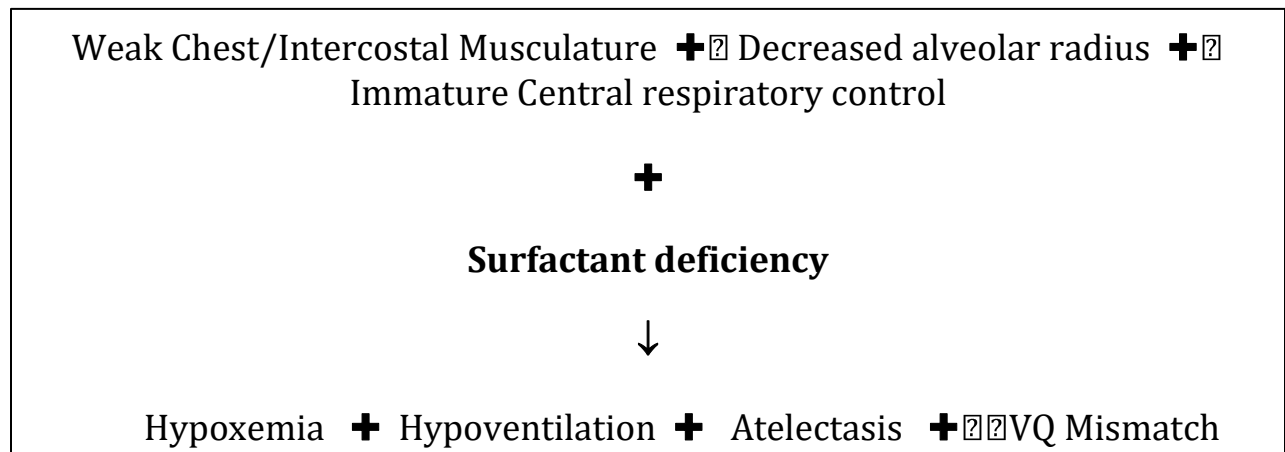 Weak Chest/Intercostal Musculature ✚⍰ Decreased alveolar radius ✚⍰
Immature Central respiratory control
✚
Surfactant deficiency
↓
Hypoxemia ✚ Hypoventilation ✚ Atelectasis ✚⍰⍰VQ Mismatch